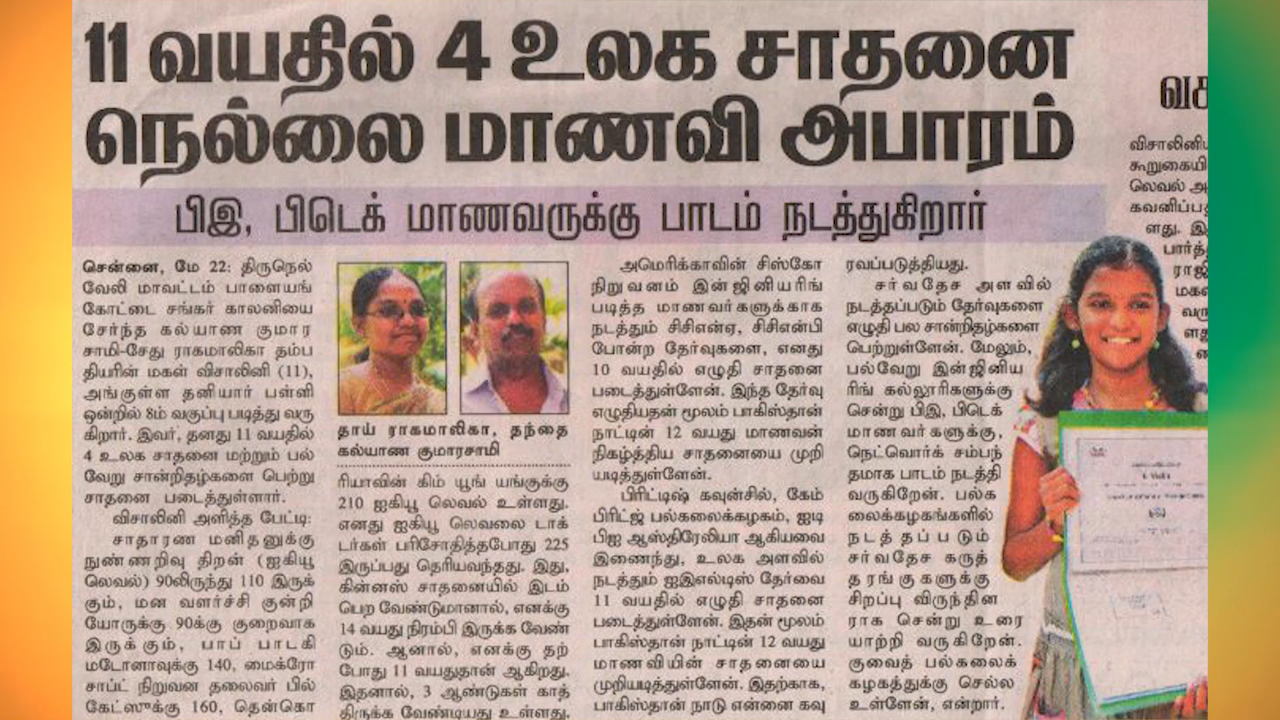 11 வயதில் 4 உலக சாதனை
நெல்லை மாணவி அபாரம்
பிஇ, பிடெக் மாணவருக்கு பாடம் நடத்துகிறார்
சென்னை, மே 22: திருநெல்
வேலி மாவட்டம் பாளையங்
கோட்டை சங்கர் காலனியை
சேர்ந்த கல்யாண குமார
சாமி-சேது ராகமாலிகா தம்ப
தியரின் மகள் விசாலினி (11),
அங்குள்ள தனியார் பள்ளி
ஒன்றில் 8ம் வகுப்பு படித்து வரு
கிறார். இவர், தனது 11 வயதில்
4 உலக சாதனை மற்றும் பல்
வேறு சான்றிதழ்களை பெற்று
சாதனை படைத்துள்ளார்.
விசாலினி அளித்த பேட்டி:
சாதாரண மனிதனுக்கு
நுண்ணறிவு திறன் (ஐகியூ
லெவல்) 90லிருந்து 110 இருக்
கும், மன வளர்ச்சி குன்றி
யோருக்கு 90க்கு குறைவாக
இருக்கும், பாப் பாடகி
மடோனாவுக்கு 140, மைக்ரோ
சாப்ட் நிறுவன தலைவர் பில்
கேட்ஸுக்கு 160, தென்கொ
தாய் ராகமாலிகா, தந்தை
கல்யாண குமாரசாமி
ரியாவின் கிம் யூங் யங்குக்கு
210 ஐகியூ லெவல் உள்ளது.
எனது ஐகியூ லெவலை டாக்
டர்கள் பரிசோதித்தபோது 225
இருப்பது தெரியவந்தது. இது,
கின்னஸ் சாதனையில் இடம்
பெற வேண்டுமானால், எனக்கு
14 வயது நிரம்பி இருக்க வேண்
டும். ஆனால், எனக்கு தற்
போது 11 வயதுதான் ஆகிறது.
இதனால், 3 ஆண்டுகள் காத்
திருக்க வேண்டியது உள்ளது.
அமெரிக்காவின் சிஸ்கோ
நிறுவனம் இன்ஜினியரிங்
படித்த மாணவர்களுக்காக
நடத்தும் சிசிஎன்ஏ, சிசிஎன்பி
போன்ற தேர்வுகளை, எனது
10 வயதில் எழுதி சாதனை
படைத்துள்ளேன். இந்த தேர்வு
எழுதியதன் மூலம் பாகிஸ்தான்
நாட்டின் 12 வயது மாணவன்
நிகழ்த்திய சாதனையை முறி
யடித்துள்ளேன்.
பிரிட்டிஷ் கவுன்சில், கேம்
பிரிட்ஜ் பல்கலைக்கழகம், ஐடி
பிஐ ஆஸ்திரேலியா ஆகியவை
இணைந்து, உலக அளவில்
நடத்தும் ஐஇஎல்டிஸ் தேர்வை
11 வயதில் எழுதி சாதனை
படைத்துள்ளேன். இதன் மூலம்
பாகிஸ்தான் நாட்டின் 12 வயது
மாணவியின் சாதனையை
முறியடித்துள்ளேன். இதற்காக,
பாகிஸ்தான் நாடு என்னை கவு
ரவப்படுத்தியது.
சர்வதேச அளவில்
நடத்தப்படும் தேர்வுகளை
எழுதி பல சான்றிதழ்களை
பெற்றுள்ளேன். மேலும்,
பல்வேறு இன்ஜினிய
ரிங் கல்லூரிகளுக்கு
சென்று பிஇ, பிடெக்
மாணவர்களுக்கு,
நெட்வொர்க் சம்பந்
தமாக பாடம் நடத்தி
வருகிறேன். பல்க
லைக்கழகங்களில்
நடத்தப்படும்
சர்வதேச கருத்
தரங்குகளுக்கு
சிறப்பு விருந்தின
ராக சென்று உரை
யாற்றி வருகிறேன்.
குவைத் பல்கலைக்
கழகத்துக்கு செல்ல
உள்ளேன், என்றார்.
கூறுகையி
லெவல் அ
ளது. இ